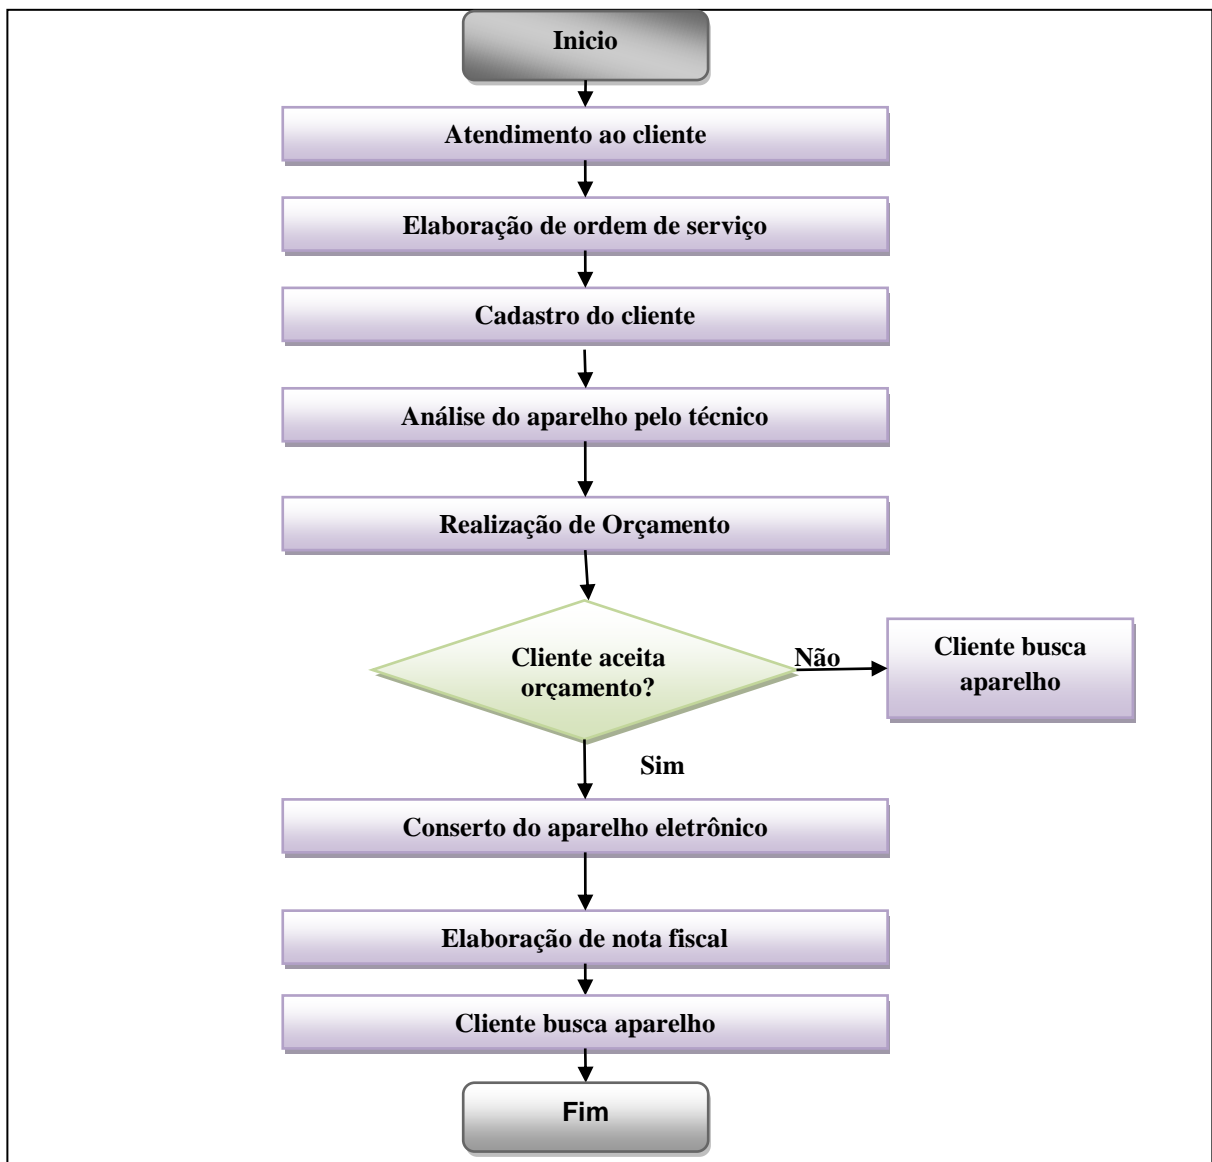 Inicio
Atendimento ao cliente
Elaboração de ordem de serviço
Cadastro do cliente
Análise do aparelho pelo técnico
Realização de Orçamento
Cliente aceita
orçamento?
Não
Cliente busca
aparelho
Sim
Conserto do aparelho eletrônico
Elaboração de nota fiscal
Cliente busca aparelho
Fim